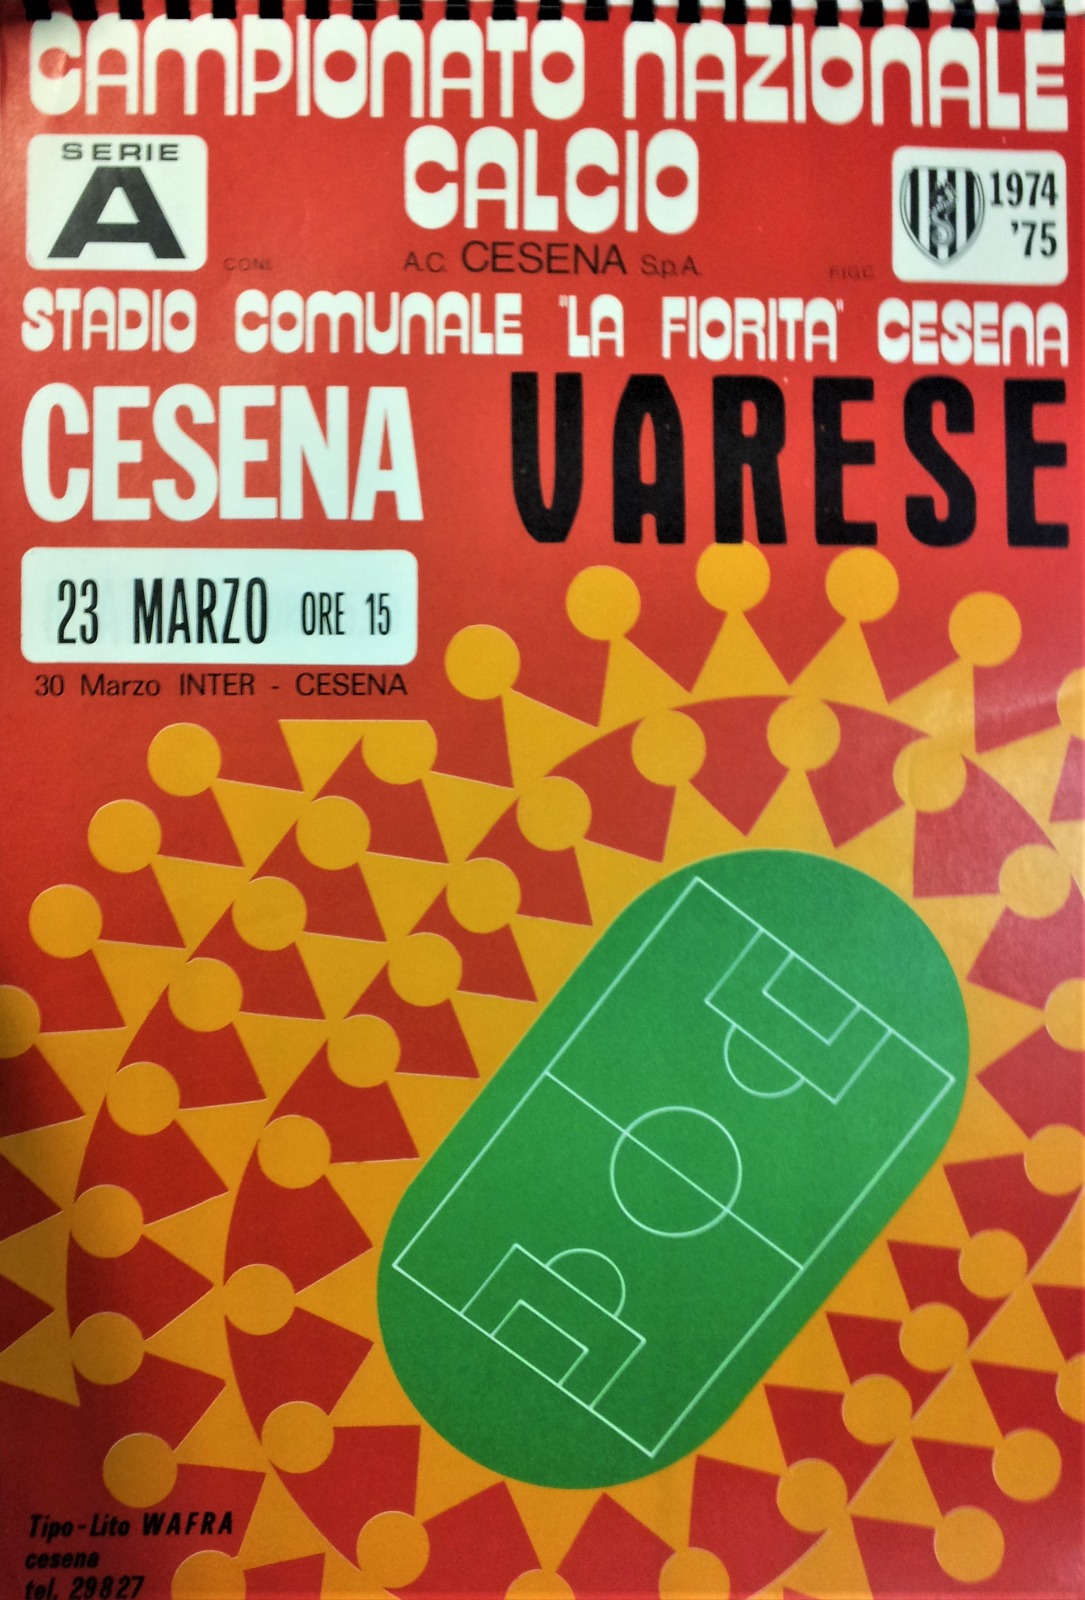 CAMPIONATO NAZIONALE
CALCIO
SERIE
A
1974
'75
CONI
A.C. CESENA S.p.A.
F.I.G.C.
STADIO COMUNALE "LA FIORITA" CESENA
CESENA VARESE
23 MARZO ORE 15
30 Marzo INTER - CESENA
Tipo-Lito WAFRA
cesena
tel. 29827